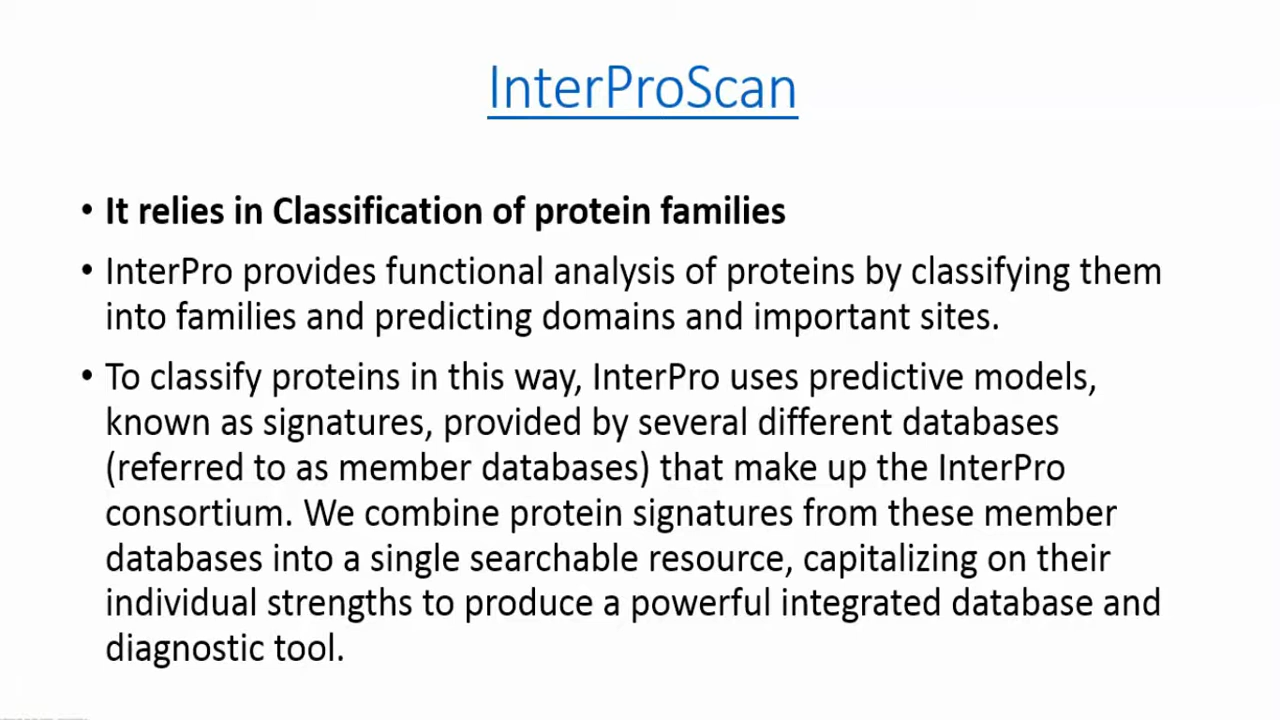 InterProScan
• It relies in Classification of protein families
• InterPro provides functional analysis of proteins by classifying them
into families and predicting domains and important sites.
• To classify proteins in this way, InterPro uses predictive models,
known as signatures, provided by several different databases
(referred to as member databases) that make up the InterPro
consortium. We combine protein signatures from these member
databases into a single searchable resource, capitalizing on their
individual strengths to produce a powerful integrated database and
diagnostic tool.